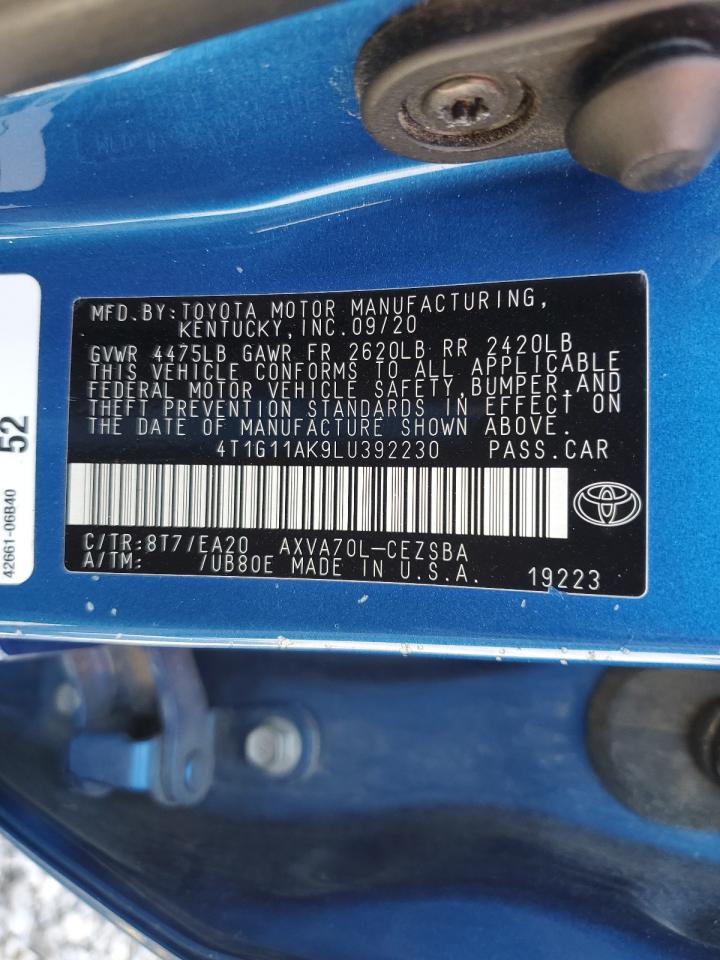 MFD.BY:TOYOTA MOTOR MANUFACTURING,
KENTUCKY,INC.09/20
GVWR 4475LB GAWR FR 2620LB RR 2420LB
THIS VEHICLE CONFORMS TO ALL APPLICABLE
FEDERAL MOTOR VEHICLE SAFETY,BUMPER,AND
THEFT PREVENTION STANDARDS IN EFFECT ON
THE DATE OF MANUFACTURE SHOWN ABOVE.
4T1G11AK9LU392230 PASS.CAR
C/TR:8T7/EA20 AXVA70L-CEZSBA
A/TM: /UB80E MADE IN U.S.A. 19223
52
42661-06B40